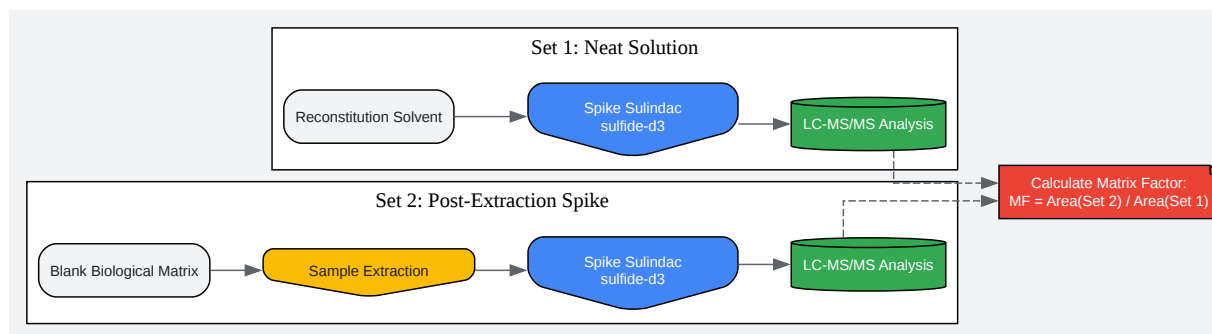 Set 1: Neat Solution
Reconstitution Solvent
Spike Sulindac
sulfide-d3
LC-MS/MS Analysis
Calculate Matrix Factor:
MF = Area(Set 2) / Area(Set 1)
Set 2: Post-Extraction Spike
Blank Biological Matrix
Sample Extraction
Spike Sulindac
sulfide-d3
LC-MS/MS Analysis